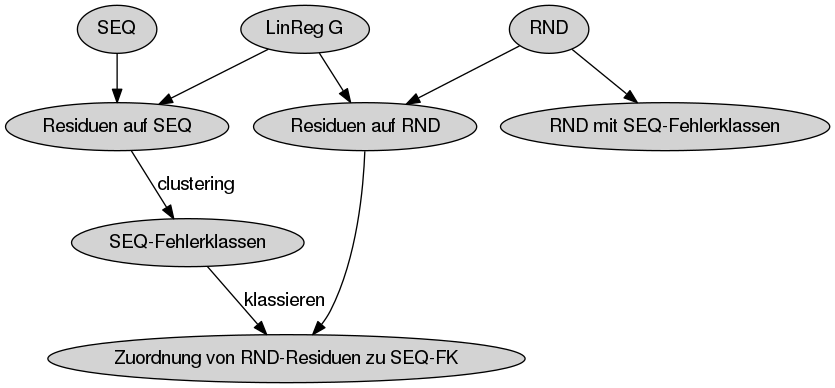 SEQ
LinReg G
RND
Residuen auf SEQ
Residuen auf RND
RND mit SEQ-Fehlerklassen
clustering
SEQ-Fehlerklassen
klassieren
Zuordnung von RND-Residuen zu SEQ-FK